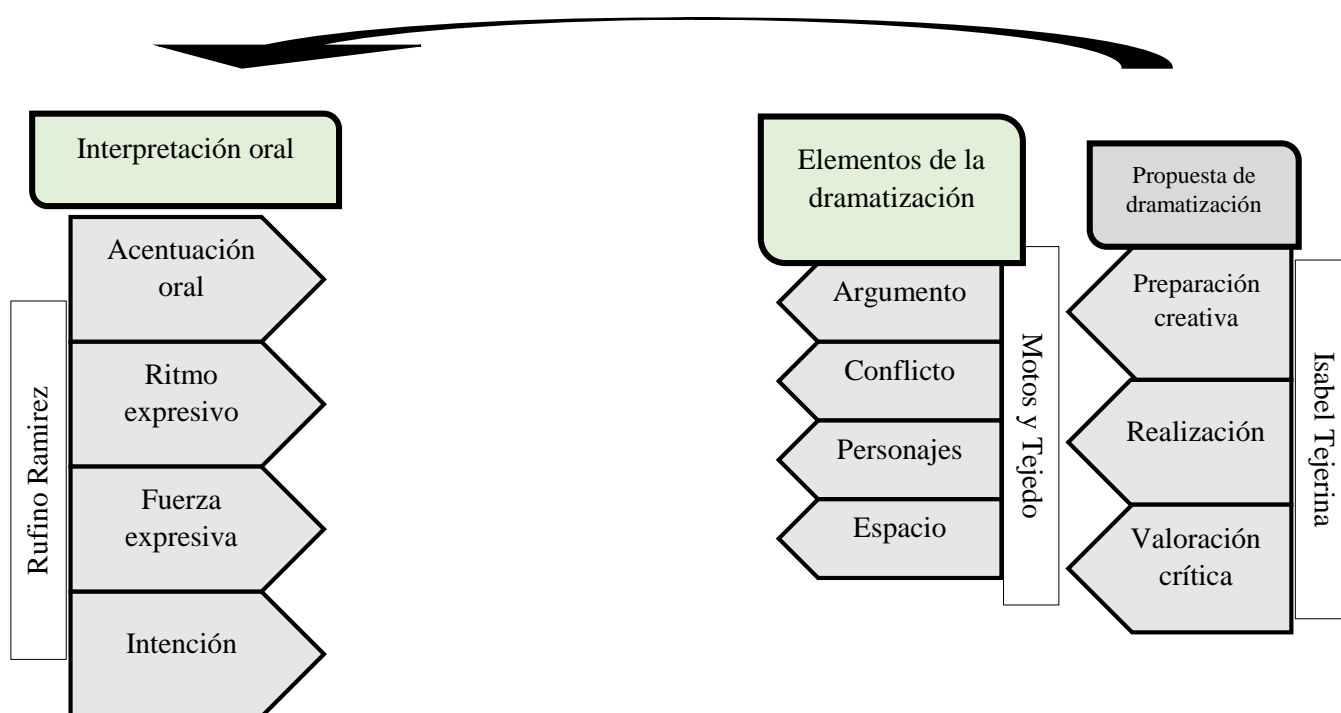 Interpretación oral
Acentuación
oral
Ritmo
expresivo
Fuerza
expresiva
Intención
Rufino Ramirez
Elementos de la
dramatización
Argumento
Conflicto
Personajes
Espacio
Motos y Tejedo
Propuesta de
dramatización
Preparación
creativa
Realización
Valoración
crítica
Isabel Tejerina